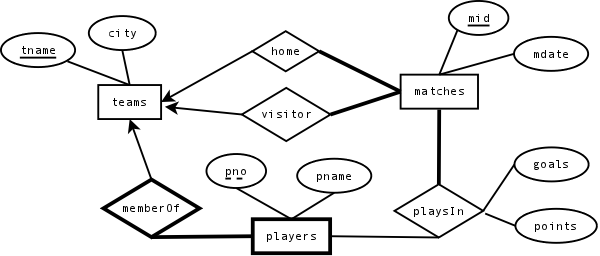 mid
city
tname
home
mdate
matches
teams
visitor
goals
pno
pname
memberOf
playsIn
points
players